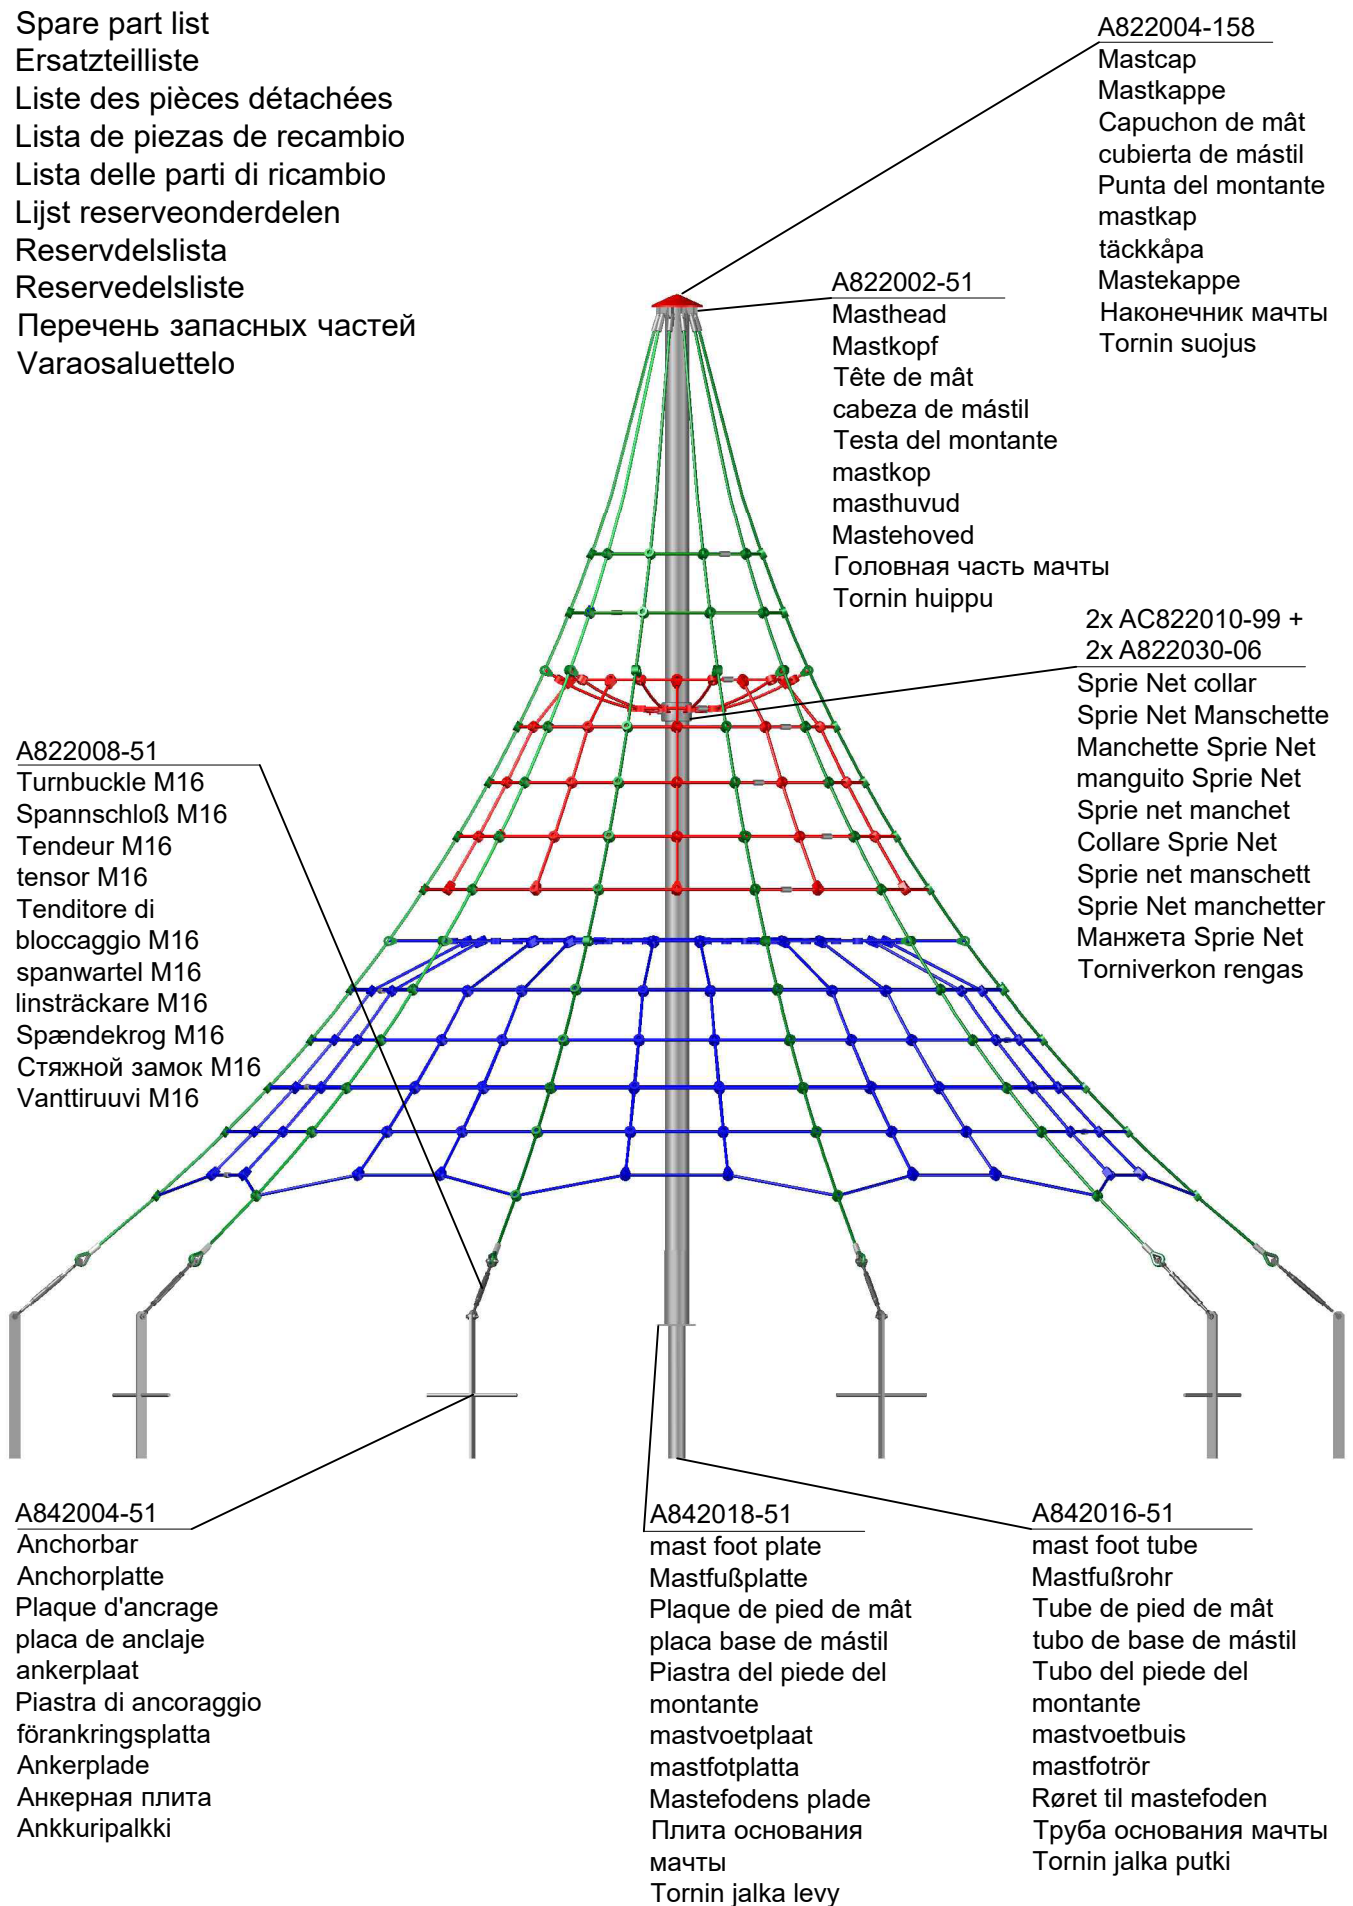 Spare part list
Ersatzteilliste
Liste des pièces détachées
Lista de piezas de recambio
Lista delle parti di ricambio
Lijst reserveonderdelen
Reservdelslista
Reservedelsliste
Перечень запасных частей
Varaosaluettelo
A822004-158
Mastcap
Mastkappe
Capuchon de mât
cubierta de mástil
Punta del montante
mastkap
täckkåpa
Mastekappe
Наконечник мачты
Tornin suojus
A822002-51
Masthead
Mastkopf
Tête de mât
cabeza de mástil
Testa del montante
mastkop
masthuvud
Mastehoved
Головная часть мачты
Tornin huippu
2x AC822010-99 +
2x A822030-06
Sprie Net collar
Sprie Net Manschette
Manchette Sprie Net
manguito Sprie Net
Sprie net manchet
Collare Sprie Net
Sprie net manschett
Sprie Net manchetter
Манжета Sprie Net
Torniverkon rengas
A822008-51
Turnbuckle M16
Spannschloß M16
Tendeur M16
tensor M16
Tenditore di
bloccaggio M16
spanwartel M16
linsträckare M16
Spændekrog M16
Стяжной замок M16
Vanttiruuvi M16
A842004-51
Anchorbar
Anchorplatte
Plaque d'ancrage
placa de anclaje
ankerplaat
Piastra di ancoraggio
förankringsplatta
Ankerplade
Анкерная плита
Ankkuripalkki
A842018-51
mast foot plate
Mastfußplatte
Plaque de pied de mât
placa base de mástil
Piastra del piede del
montante
mastvoetplaat
mastfotplatta
Mastefodens plade
Плита основания
мачты
Tornin jalka levy
A842016-51
mast foot tube
Mastfußrohr
Tube de pied de mât
tubo de base de mástil
Tubo del piede del
montante
mastvoetbuis
mastfotrör
Røret til mastefoden
Труба основания мачты
Tornin jalka putki